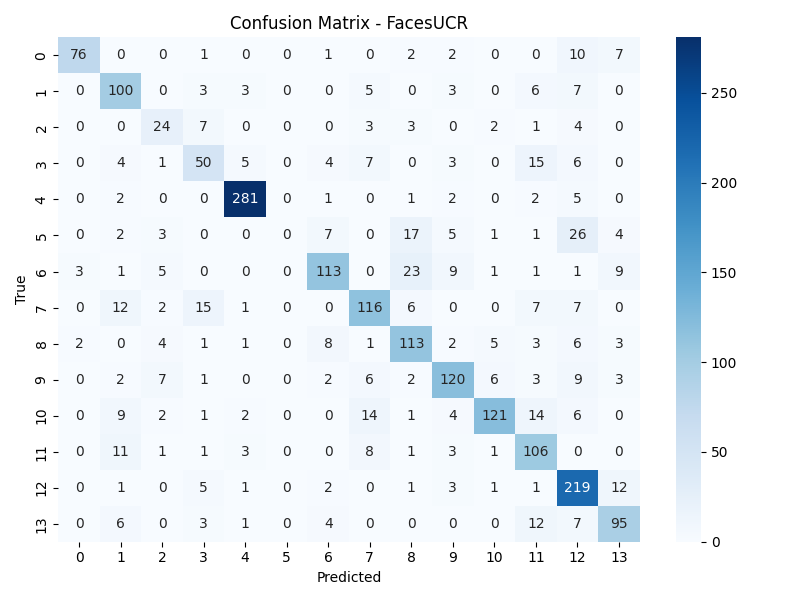 Confusion Matrix - FacesUCR
0 76 0 0 1 0 0 1 0 2 2 0 0 10 7
1 0 100 0 3 3 0 0 5 0 3 0 6 7 0
2 0 0 24 7 0 0 0 3 3 0 2 1 4 0
3 0 4 1 50 5 0 4 7 0 3 0 15 6 0
4 0 2 0 0 281 0 1 0 1 2 0 2 5 0
5 0 2 3 0 0 0 7 0 17 5 1 1 26 4
6 3 1 5 0 0 0 113 0 23 9 1 1 1 9
7 0 12 2 15 1 0 0 116 6 0 0 7 7 0
8 2 0 4 1 1 0 8 1 113 2 5 3 6 3
9 0 2 7 1 0 0 2 6 2 120 6 3 9 3
10 0 9 2 1 2 0 0 14 1 4 121 14 6 0
11 0 11 1 1 3 0 0 8 1 3 1 106 0 0
12 0 1 0 5 1 0 2 0 1 3 1 1 219 12
13 0 6 0 3 1 0 4 0 0 0 0 12 7 95
0 1 2 3 4 5 6 7 8 9 10 11 12 13
True
Predicted
250
200
150
100
50
0